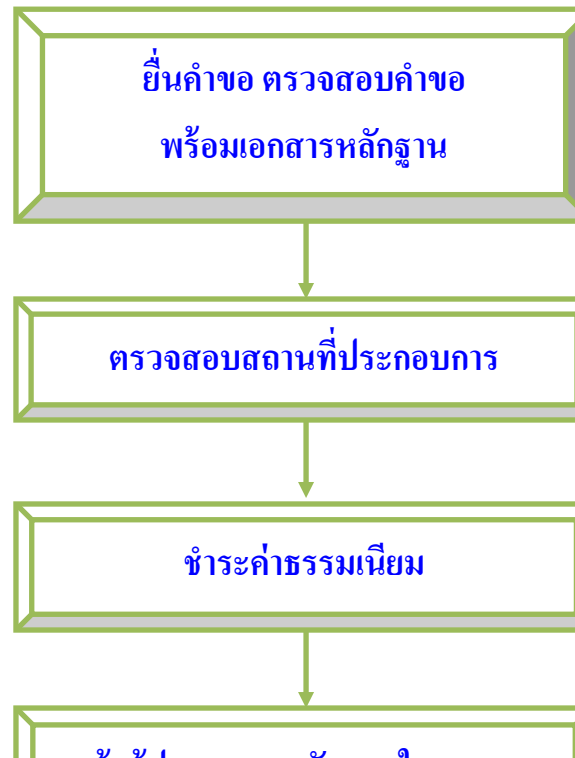 ยื่นคำขอ ตรวจสอบคำขอ
พร้อมเอกสารหลักฐาน
ตรวจสอบสถานที่ประกอบการ
ชำระค่าธรรมเนียม